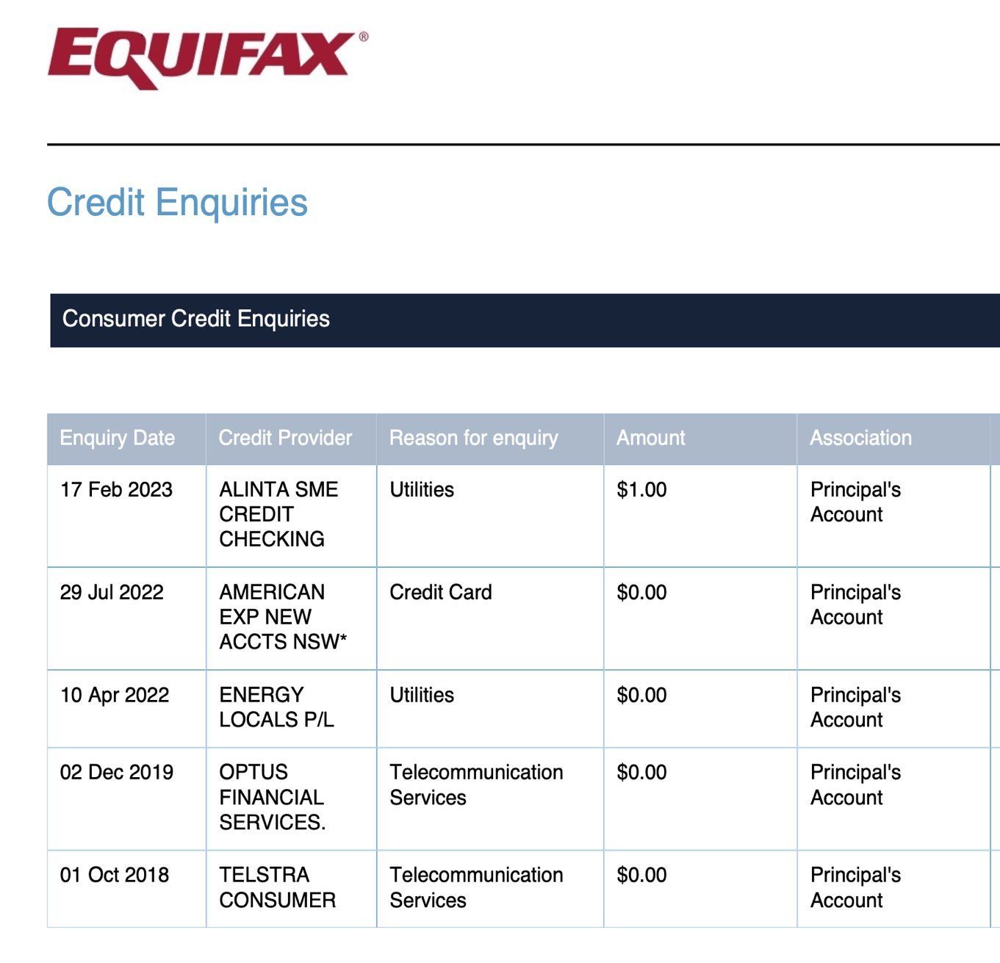 EQUIFAX®
Credit Enquiries
Consumer Credit Enquiries
Enquiry Date Credit Provider Reason for enquiry Amount Association
17 Feb 2023 ALINTA SME Utilities $1.00 Principal's
CREDIT Account
CHECKING
29 Jul 2022 AMERICAN Credit Card $0.00 Principal's
EXP NEW Account
ACCTS NSW*
10 Apr 2022 ENERGY Utilities $0.00 Principal's
LOCALS P/L Account
02 Dec 2019 OPTUS Telecommunication $0.00 Principal's
FINANCIAL Services Account
SERVICES.
01 Oct 2018 TELSTRA Telecommunication $0.00 Principal's
CONSUMER Services Account